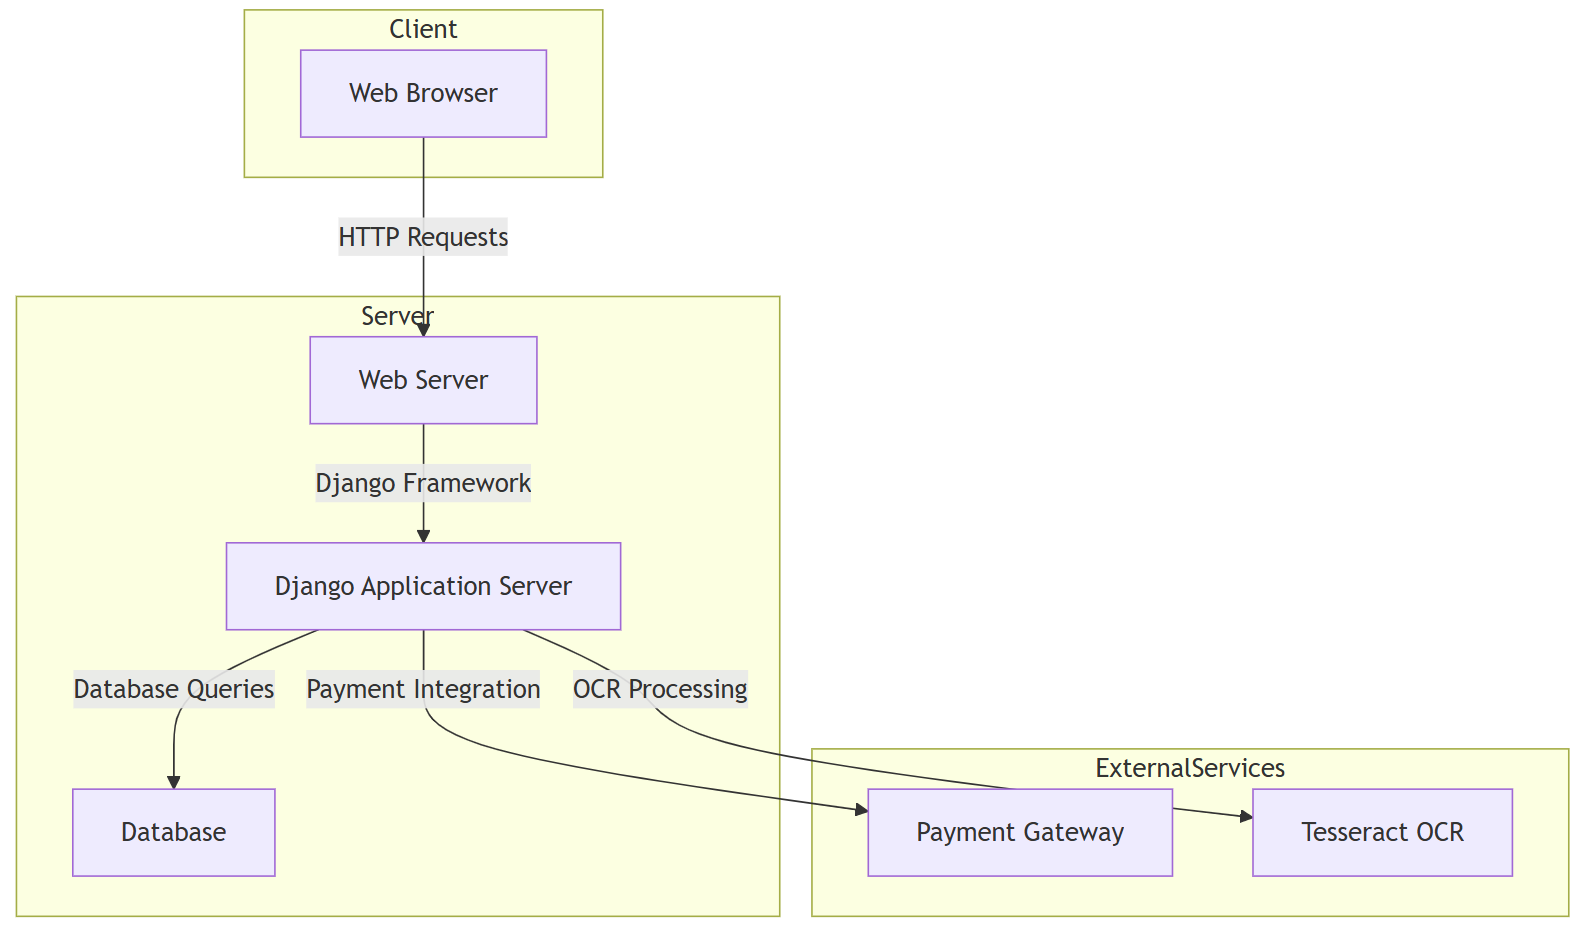 Client
Web Browser
HTTP Requests
Server
Web Server
Django Framework
Django Application Server
Database Queries
Payment Integration
OCR Processing
ExternalServices
Database
Payment Gateway
Tesseract OCR